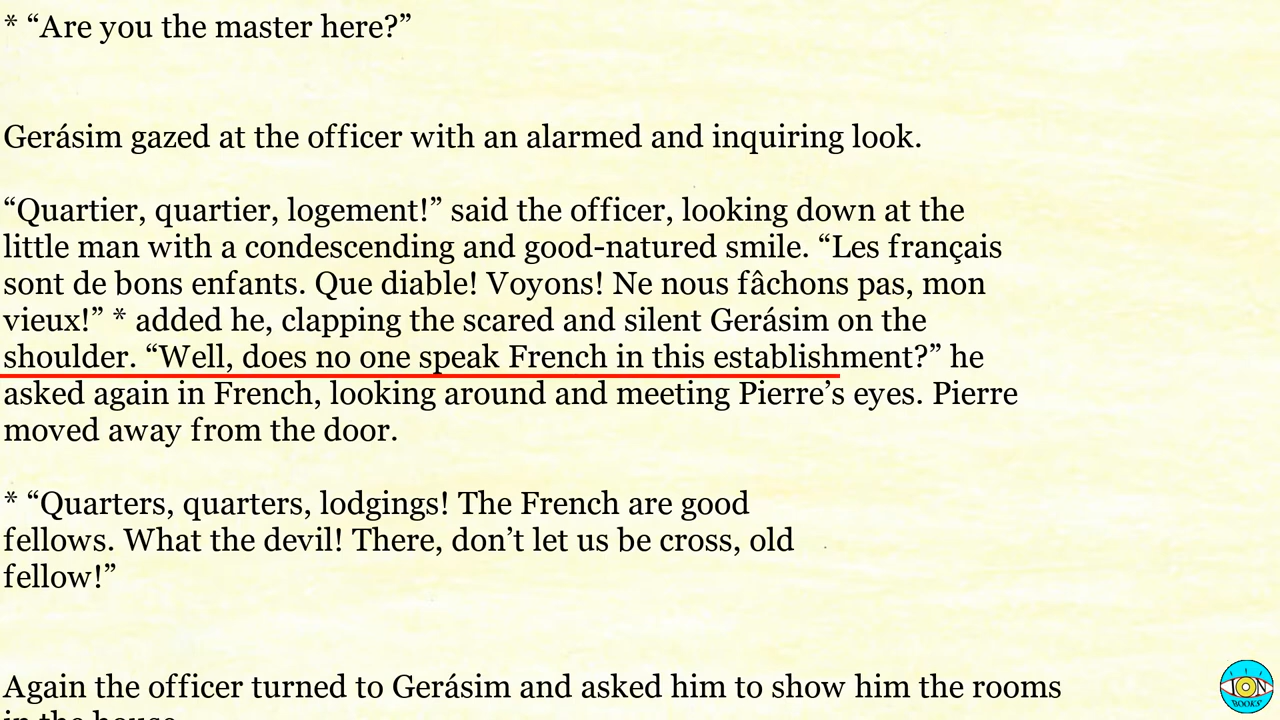 * “Are you the master here?”
Gerásim gazed at the officer with an alarmed and inquiring look.
“Quartier, quartier, logement!” said the officer, looking down at the
little man with a condescending and good-natured smile. “Les français
sont de bons enfants. Que diable! Voyons! Ne nous fâchons pas, mon
vieux!” * added he, clapping the scared and silent Gerásim on the
shoulder. “Well, does no one speak French in this establishment?” he
asked again in French, looking around and meeting Pierre’s eyes. Pierre
moved away from the door.
* “Quarters, quarters, lodgings! The French are good
fellows. What the devil! There, don’t let us be cross, old
fellow!”
Again the officer turned to Gerásim and asked him to show him the rooms
in the house.
ION
BOOKS